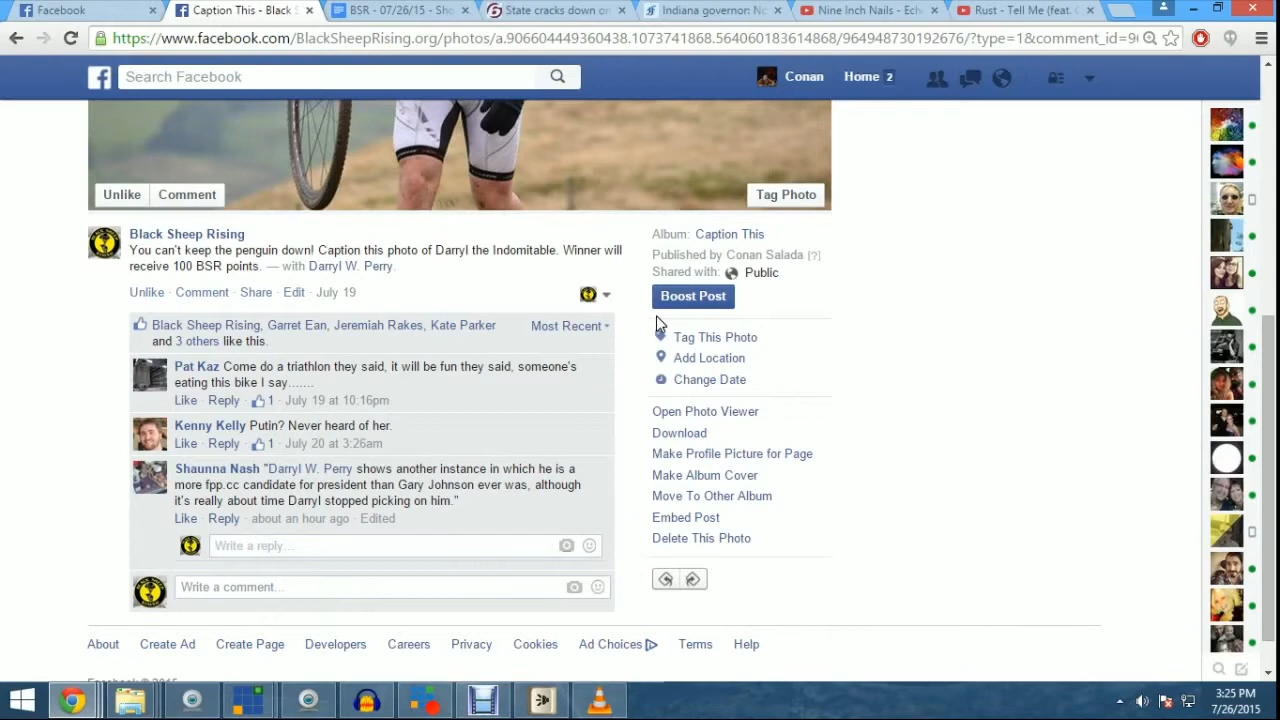 Facebook
Caption This - Black S
BSR - 07/26/15 - Sho
State cracks down on
Indiana governor: No
Nine Inch Nails - Ech
Rust - Tell Me (feat.
https://www.facebook.com/BlackSheepRising.org/photos/a.906604449360438.1073741868.564060183614868/964948730192676/?type=1&comment_id=9
Search Facebook
Conan
Home 2
Unlike
Comment
Tag Photo
Black Sheep Rising
You can't keep the penguin down! Caption this photo of Darryl the Indomitable. Winner will
receive 100 BSR points. — with Darryl W. Perry.
Unlike · Comment · Share · Edit · July 19
Black Sheep Rising, Garret Ean, Jeremiah Rakes, Kate Parker
and 3 others like this.
Most Recent
Pat Kaz Come do a triathlon they said, it will be fun they said, someone's
eating this bike I say.......
Like · Reply · 1 · July 19 at 10:16pm
Kenny Kelly Putin? Never heard of her.
Like · Reply · 1 · July 20 at 3:26am
Shaunna Nash "Darryl W. Perry shows another instance in which he is a
more fpp.cc candidate for president than Gary Johnson ever was, although
it's really about time Darryl stopped picking on him."
Like · Reply · about an hour ago · Edited
Write a reply...
Write a comment...
Album: Caption This
Published by Conan Salada [?]
Shared with: Public
Boost Post
Tag This Photo
Add Location
Change Date
Open Photo Viewer
Download
Make Profile Picture for Page
Make Album Cover
Move To Other Album
Embed Post
Delete This Photo
About
Create Ad
Create Page
Developers
Careers
Privacy
Cookies
Ad Choices
Terms
Help
3:25 PM
7/26/2015